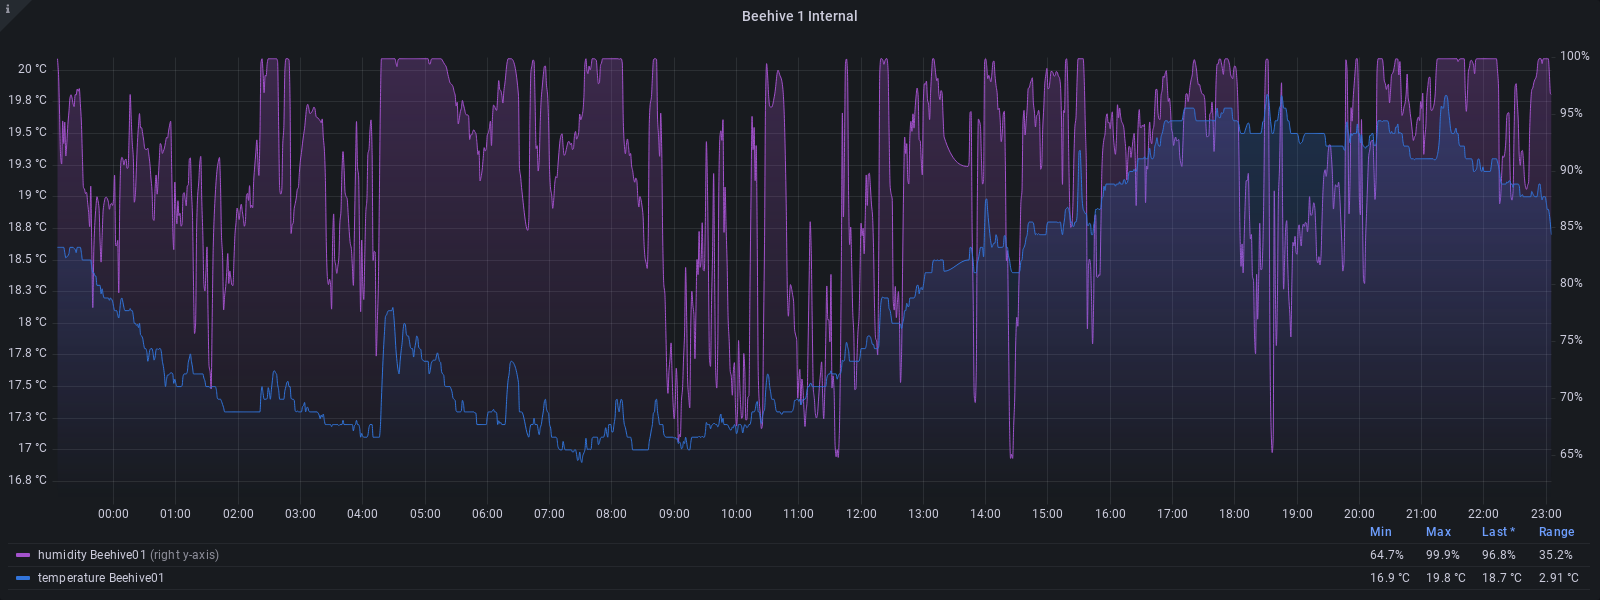 i
Beehive 1 Internal
20 °C
19.8 °C
19.5 °C
19.3 °C
19 °C
18.8 °C
18.5 °C
18.3 °C
18 °C
17.8 °C
17.5 °C
17.3 °C
17 °C
16.8 °C
100%
95%
90%
85%
80%
75%
70%
65%
00:00 01:00 02:00 03:00 04:00 05:00 06:00 07:00 08:00 09:00 10:00 11:00 12:00 13:00 14:00 15:00 16:00 17:00 18:00 19:00 20:00 21:00 22:00 23:00
Min Max Last * Range
humidity Beehive01 (right y-axis) 64.7% 99.9% 96.8% 35.2%
temperature Beehive01 16.9 °C 19.8 °C 18.7 °C 2.91 °C